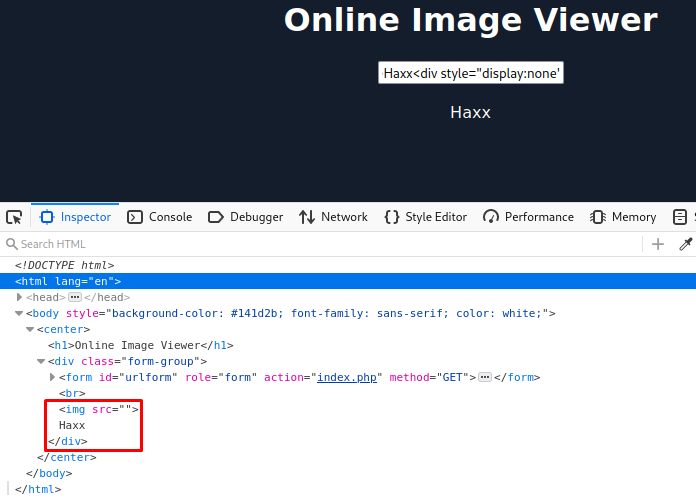 Online Image Viewer
Haxx<div style="display:none"
Haxx
Inspector Console Debugger Network Style Editor Performance Memory
Search HTML
<!DOCTYPE html>
<html lang="en">
<head> ••• </head>
<body style="background-color: #141d2b; font-family: sans-serif; color: white;">
<center>
<h1>Online Image Viewer</h1>
<div class="form-group">
<form id="urlform" role="form" action="index.php" method="GET"> ••• </form>
<br>
<img src="">
Haxx
</div>
</center>
</body>
</html>